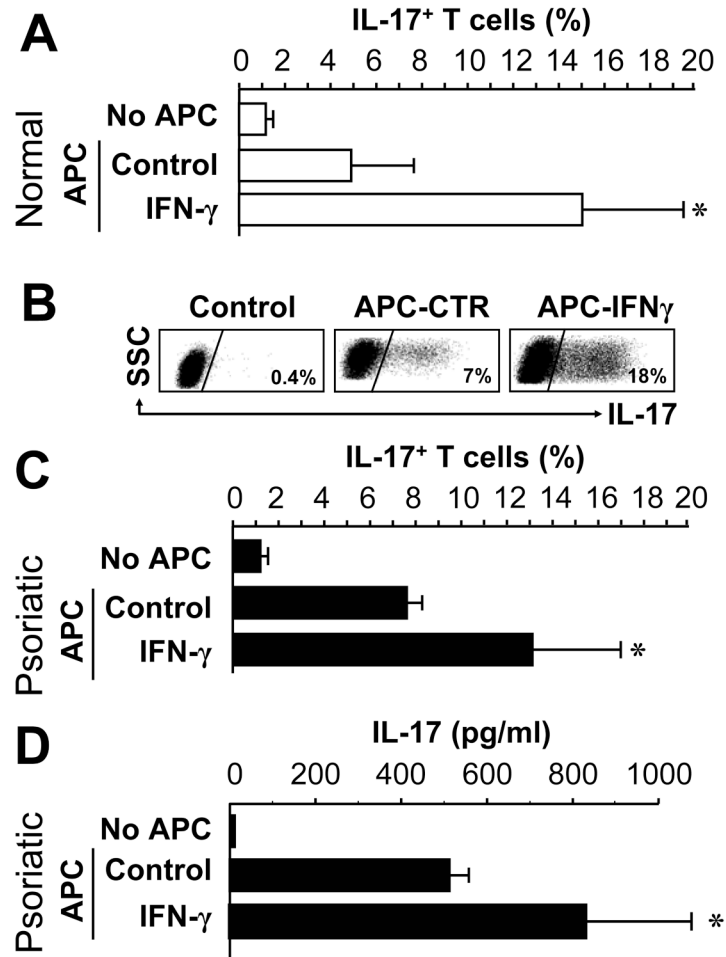 A
IL-17⁺ T cells (%)
0 2 4 6 8 10 12 14 16 18 20
Normal
APC
No APC
Control
IFN-γ
*
B
Control APC-CTR APC-IFNγ
SSC
0.4% 7% 18%
IL-17
C
IL-17⁺ T cells (%)
0 2 4 6 8 10 12 14 16 18 20
Psoriatic
APC
No APC
Control
IFN-γ
*
D
IL-17 (pg/ml)
0 200 400 600 800 1000
Psoriatic
APC
No APC
Control
IFN-γ
*